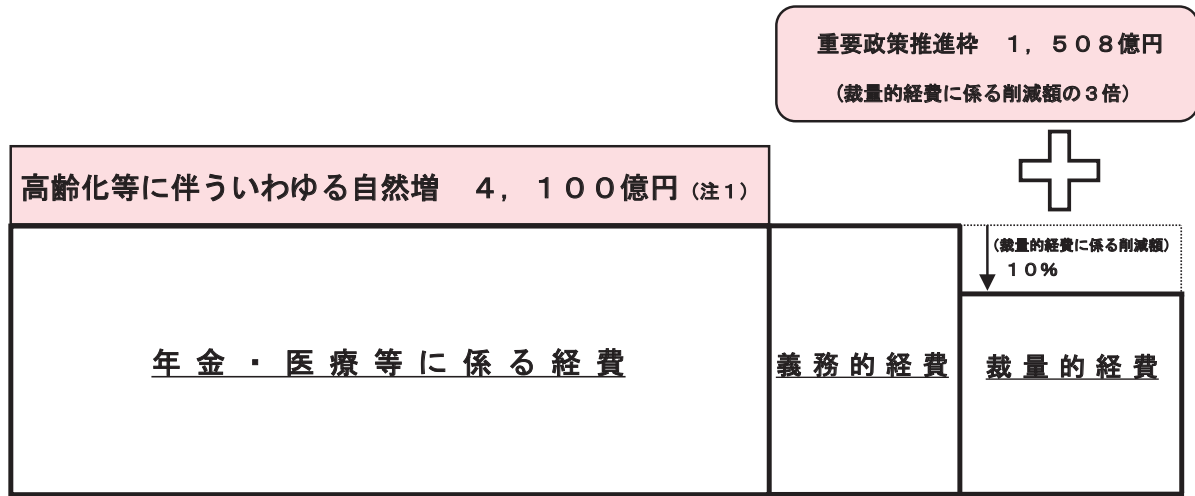 重要政策推進枠　１，５０８億円
（裁量的経費に係る削減額の３倍）
高齢化等に伴ういわゆる自然増　４，１００億円（注１）
（裁量的経費に係る削減額）
１０％
年金・医療等に係る経費
義務的経費
裁量的経費